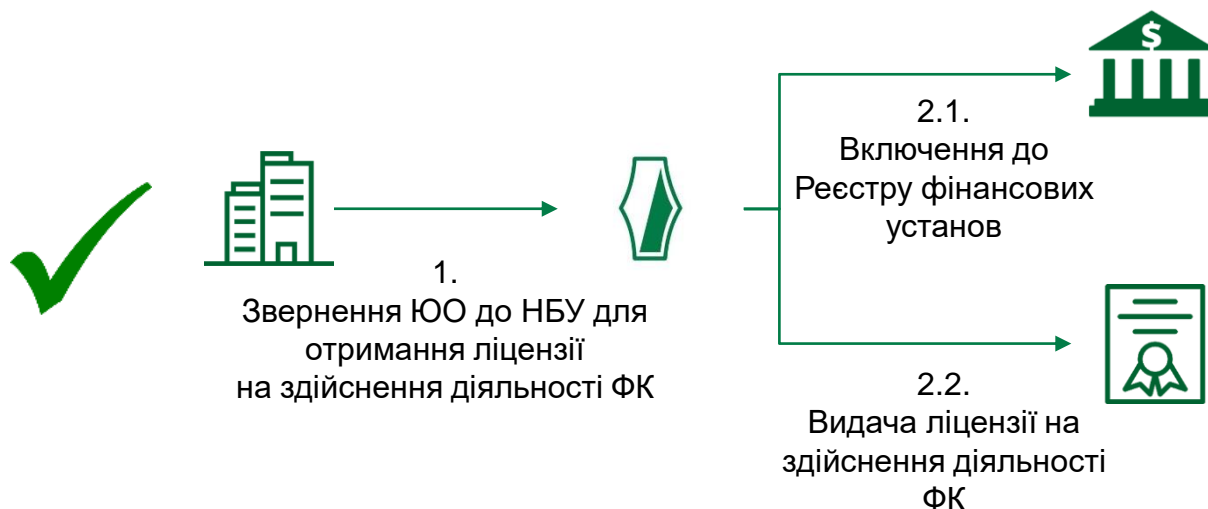 1.
Звернення ЮО до НБУ для
отримання ліцензії
на здійснення діяльності ФК
$
2.1.
Включення до
Реєстру фінансових
установ
2.2.
Видача ліцензії на
здійснення діяльності
ФК